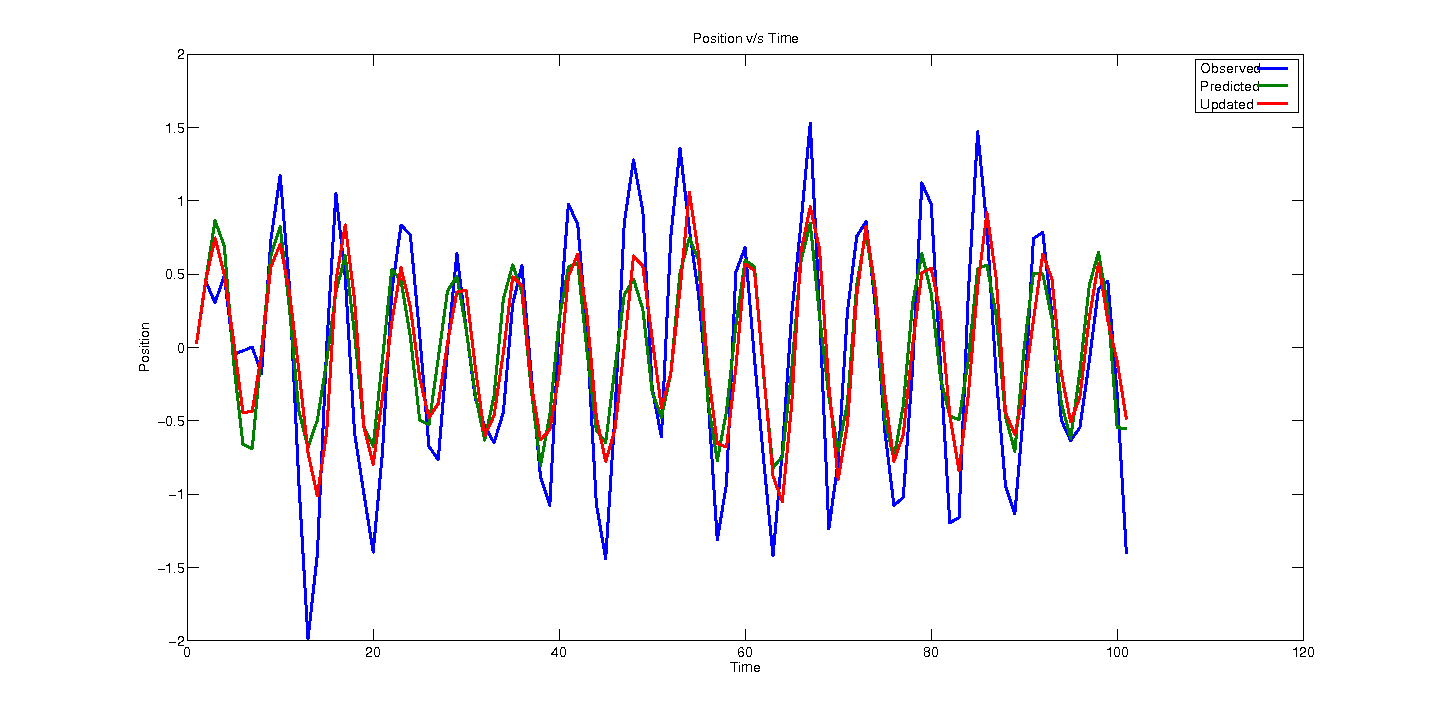 Position v/s Time
Observed
Predicted
Updated
2
1.5
1
0.5
0
−0.5
−1
−1.5
−2
Position
0 20 40 60 80 100 120
Time